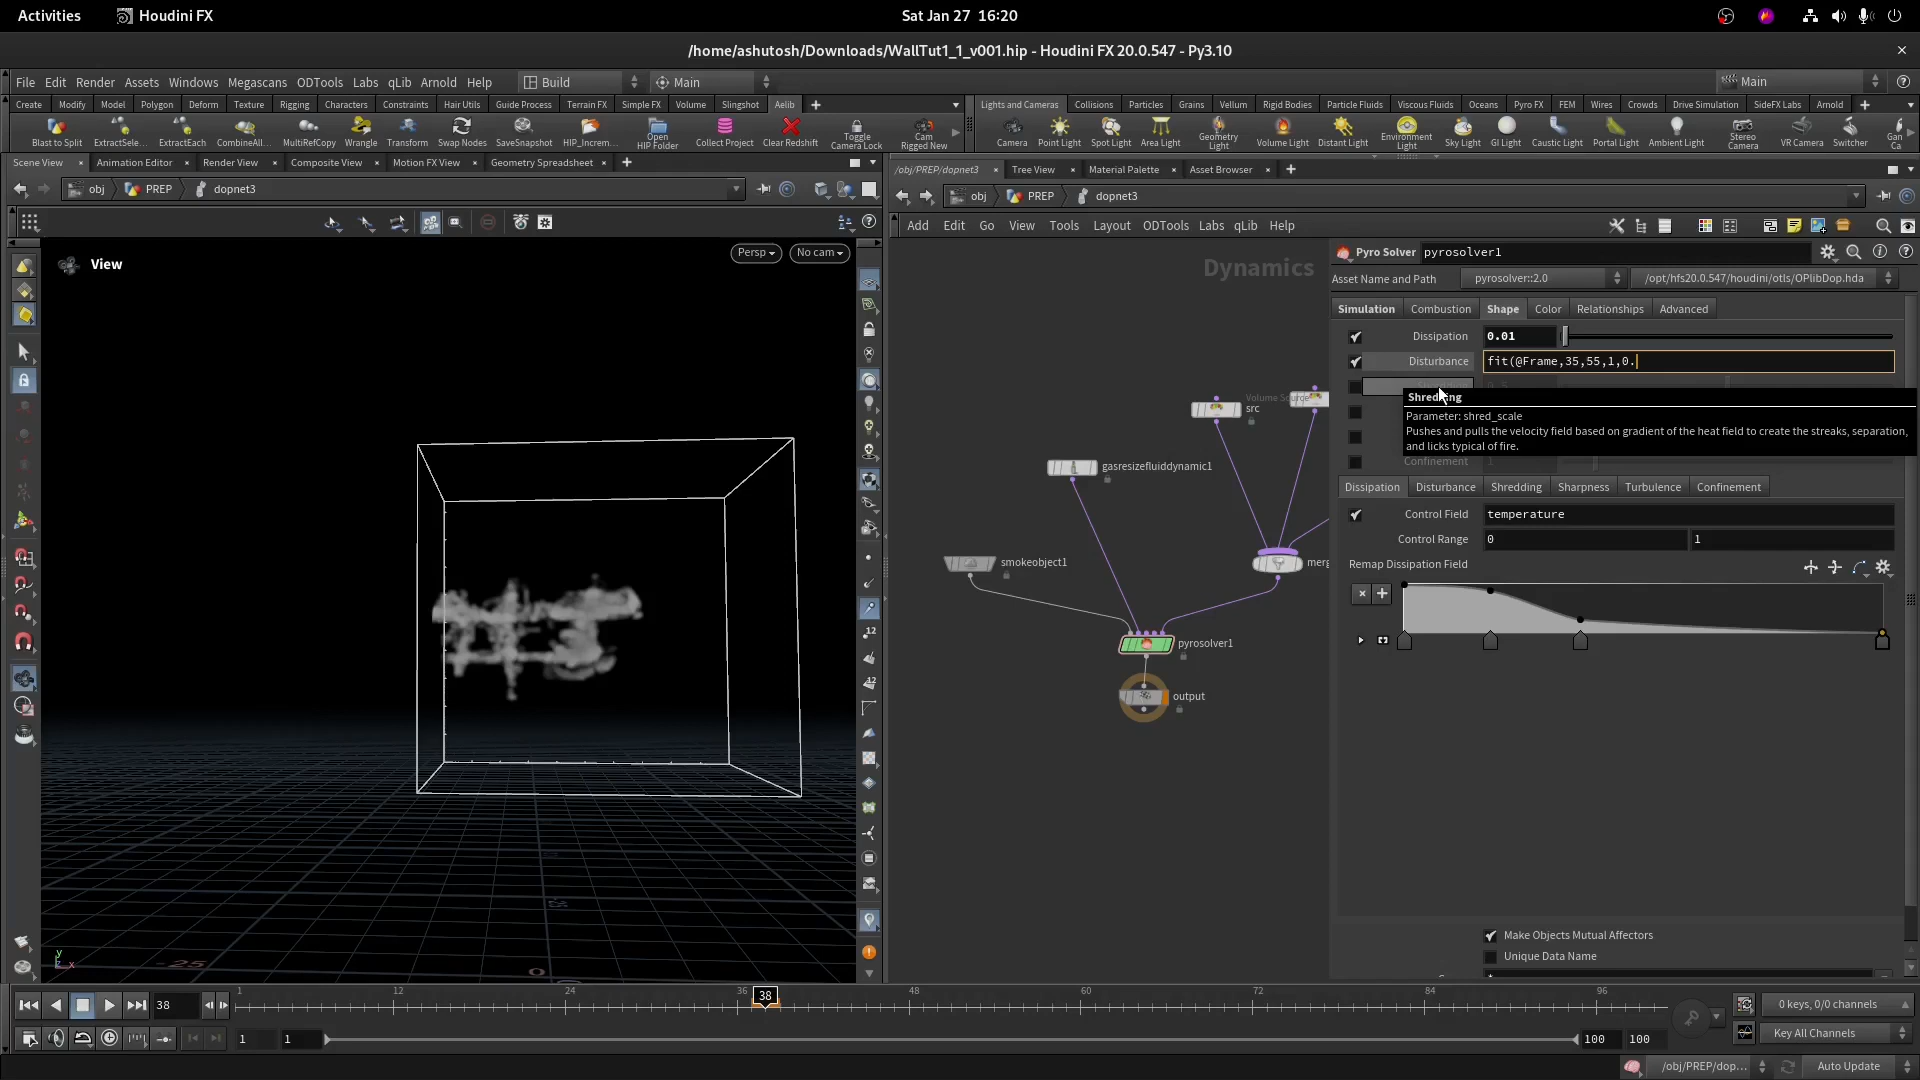 Activities Houdini FX Sat Jan 27 16:20
/home/ashutosh/Downloads/WallTut1_1_v001.hip - Houdini FX 20.0.547 - Py3.10
File Edit Render Assets Windows Megascans ODTools Labs qLib Arnold Help Build Main Main
Create Modify Model Polygon Deform Texture Rigging Characters Constraints Hair Utils Guide Process Terrain FX Simple FX Volume Slingshot Aelib
Lights and Cameras Collisions Particles Grains Vellum Rigid Bodies Particle Fluids Viscous Fluids Oceans Pyro FX FEM Wires Crowds Drive Simulation SideFX Labs Arnold
Blast to Split ExtractSele... ExtractEach CombineAll... MultiRefCopy Wrangle Transform Swap Nodes SaveSnapshot HIP_Increm... Open HIP Folder Collect Project Clear Redshift Toggle Camera Lock Cam Rigged New
Camera Point Light Spot Light Area Light Geometry Light Volume Light Distant Light Environment Light Sky Light GI Light Caustic Light Portal Light Ambient Light Stereo Camera VR Camera Switcher Gan Ca
Scene View Animation Editor Render View Composite View Motion FX View Geometry Spreadsheet
/obj/PREP/dopnet3 Tree View Material Palette Asset Browser
obj PREP dopnet3
obj PREP dopnet3
Add Edit Go View Tools Layout ODTools Labs qLib Help
View Persp No cam
Dynamics
Volume Source
src
gasresizefluiddynamic1
smokeobject1
merg
pyrosolver1
output
Pyro Solver pyrosolver1
Asset Name and Path pyrosolver::2.0 /opt/hfs20.0.547/houdini/otls/OPlibDop.hda
Simulation Combustion Shape Color Relationships Advanced
Dissipation 0.01
Disturbance fit(@Frame,35,55,1,0.
Shredding
Parameter: shred_scale
Pushes and pulls the velocity field based on gradient of the heat field to create the streaks, separation,
and licks typical of fire.
Confinement 1
Dissipation Disturbance Shredding Sharpness Turbulence Confinement
Control Field temperature
Control Range 0 1
Remap Dissipation Field
Make Objects Mutual Affectors
Unique Data Name
12
12
-25 0
y
x
38 1 12 24 36 38 48 60 72 84 96
0 keys, 0/0 channels
1 1 100 100 Key All Channels
/obj/PREP/dop... Auto Update